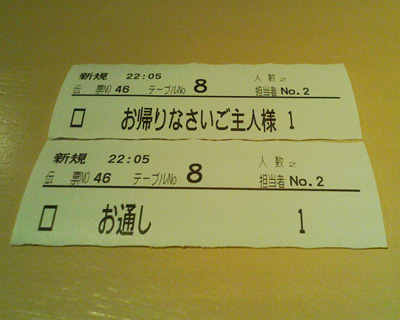 新規 22:05 人数2
伝票NO 46 テーブルNo 8 担当者 No.2
□ お帰りなさいご主人様 1
新規 22:05 人数2
伝票NO 46 テーブルNo 8 担当者 No.2
□ お通し 1